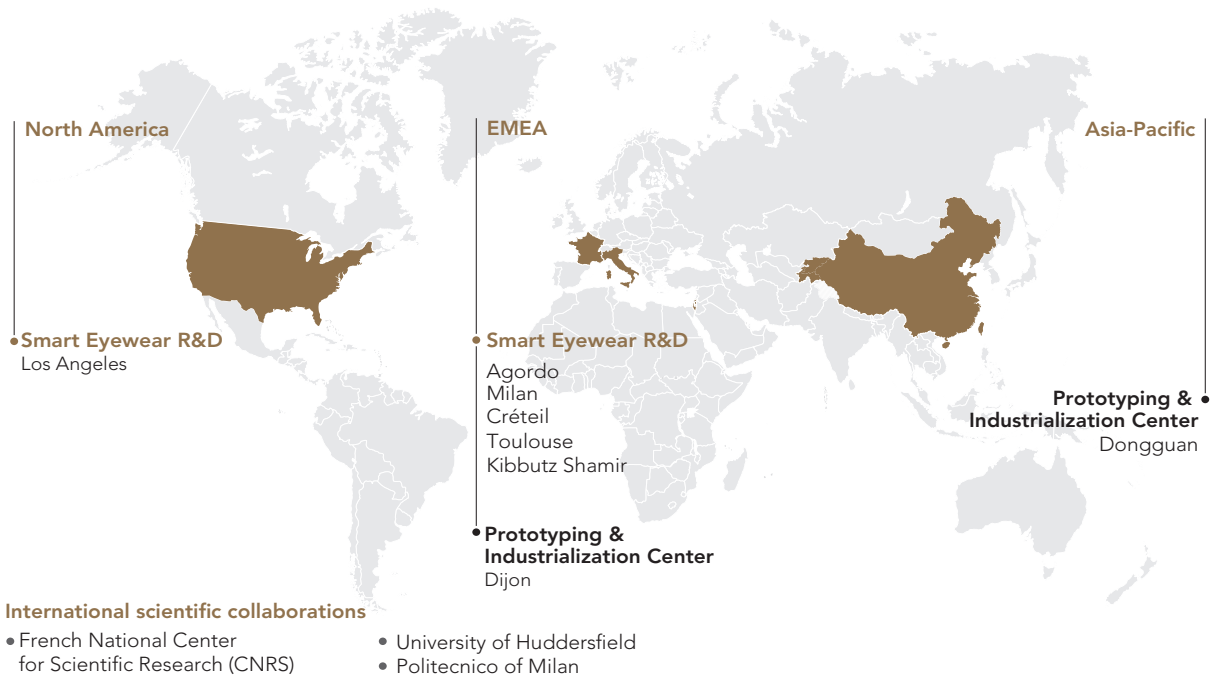 North America
Smart Eyewear R&D
Los Angeles
EMEA
Smart Eyewear R&D
Agordo
Milan
Créteil
Toulouse
Kibbutz Shamir
Prototyping &
Industrialization Center
Dijon
Asia-Pacific
Prototyping &
Industrialization Center
Dongguan
International scientific collaborations
• French National Center
for Scientific Research (CNRS)
• University of Huddersfield
• Politecnico of Milan